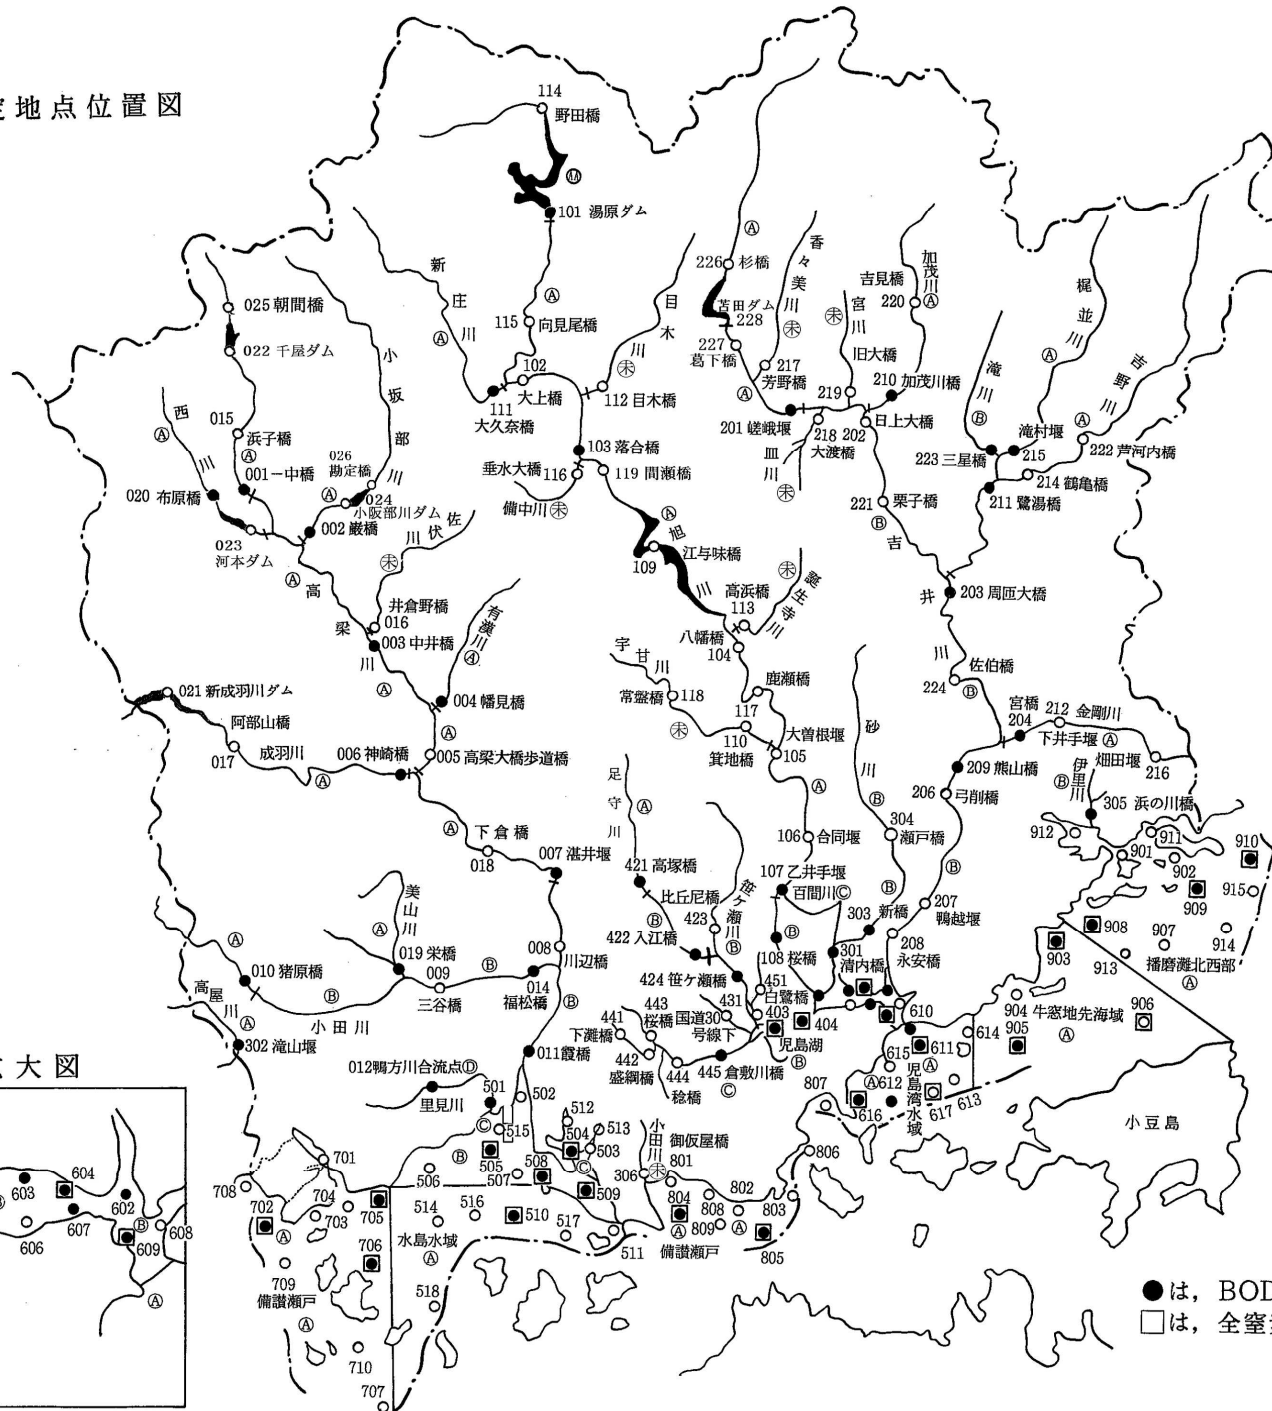 定地点位置図
114
野田橋
101 湯原ダム
新庄川
Ⓐ
Ⓐ
115
向見尾橋
102
大上橋
111
大久奈橋
目木川
㊍
112 目木橋
103 落合橋
垂水大橋
116
119 間瀬橋
備中川
226
杉橋
Ⓐ
苫田ダム
228
227
葛下橋
香々美川
217
芳野橋
Ⓐ
宮川
旧大橋
219
吉見橋
220
加茂川
Ⓐ
210 加茂川橋
201 嵯峨堰
218
大渡橋
皿川
202
日上大橋
221
栗子橋
Ⓑ
滝川
Ⓑ
梶並川
Ⓐ
吉野川
Ⓐ
滝村堰
215
223 三星橋
222 芦河内橋
214 鶴亀橋
211 鷺湯橋
吉井川
203 周匝大橋
佐伯橋
224
Ⓑ
宮橋
204
212 金剛川
下井手堰
Ⓐ
畑田堰
216
209 熊山橋
206
弓削橋
伊里川
Ⓑ
305 浜の川橋
025 朝間橋
022 千屋ダム
015
浜子橋
Ⓐ
001一中橋
西川
Ⓐ
020 布原橋
023
河本ダム
小坂部川
026
勘定橋
Ⓐ
024
小阪部川ダム
002 巌橋
佐伏川
Ⓐ
高梁川
井倉野橋
016
003 中井橋
Ⓐ
有漢川
Ⓐ
004 幡見橋
Ⓐ
005 高梁大橋歩道橋
021 新成羽川ダム
阿部山橋
017
成羽川
Ⓐ
006 神崎橋
Ⓐ
下倉橋
018
007 湛井堰
Ⓐ
旭川
109
江与味橋
高浜橋
113
誕生寺川
八幡橋
104
宇甘川
常盤橋
118
鹿瀬橋
117
110
箕地橋
大曽根堰
105
Ⓐ
106
合同堰
107 乙井手堰
百間川Ⓒ
砂川
Ⓑ
304
瀬戸橋
Ⓑ
Ⓑ
207
鴨越堰
303
新橋
208
永安橋
301
清内橋
108 桜橋
足守川
Ⓐ
421 高塚橋
比丘尼橋
423
笹ヶ瀬川
Ⓑ
Ⓑ
422 入江橋
424 笹ケ瀬橋
451
白鷺橋
431
403
404
児島湖
Ⓑ
443
桜橋
国道30
号線下
441
下灘橋
442
盛綱橋
444
稔橋
445 倉敷川橋
Ⓒ
美山川
Ⓐ
Ⓐ
010 猪原橋
019 栄橋
009
三谷橋
Ⓑ
Ⓑ
小田川
008
川辺橋
014
福松橋
Ⓑ
高屋川
Ⓐ
302 滝山堰
011霞橋
012鴨方川合流点Ⓓ
里見川
501
502
Ⓒ
515
Ⓑ
505
506
507
508
512
513
504
503
Ⓒ
509
514
516
510
517
511
水島水域
Ⓐ
518
701
708
702
704
703
705
Ⓐ
706
709
備讃瀬戸
Ⓐ
710
707
小田川
306
御仮屋橋
801
804
802
808
803
809
Ⓐ
Ⓐ
備讃瀬戸
805
806
807
610
614
615
611
Ⓐ
612
616
617
613
児島湾水域
Ⓐ
912
911
901
902
910
909
915
908
907
914
903
913
播磨灘北西部
Ⓐ
904
牛窓地先海域
905
Ⓐ
906
小豆島
大図
603
604
602
607
606
609
Ⓑ
608
Ⓐ
●は，BOD
□は，全窒